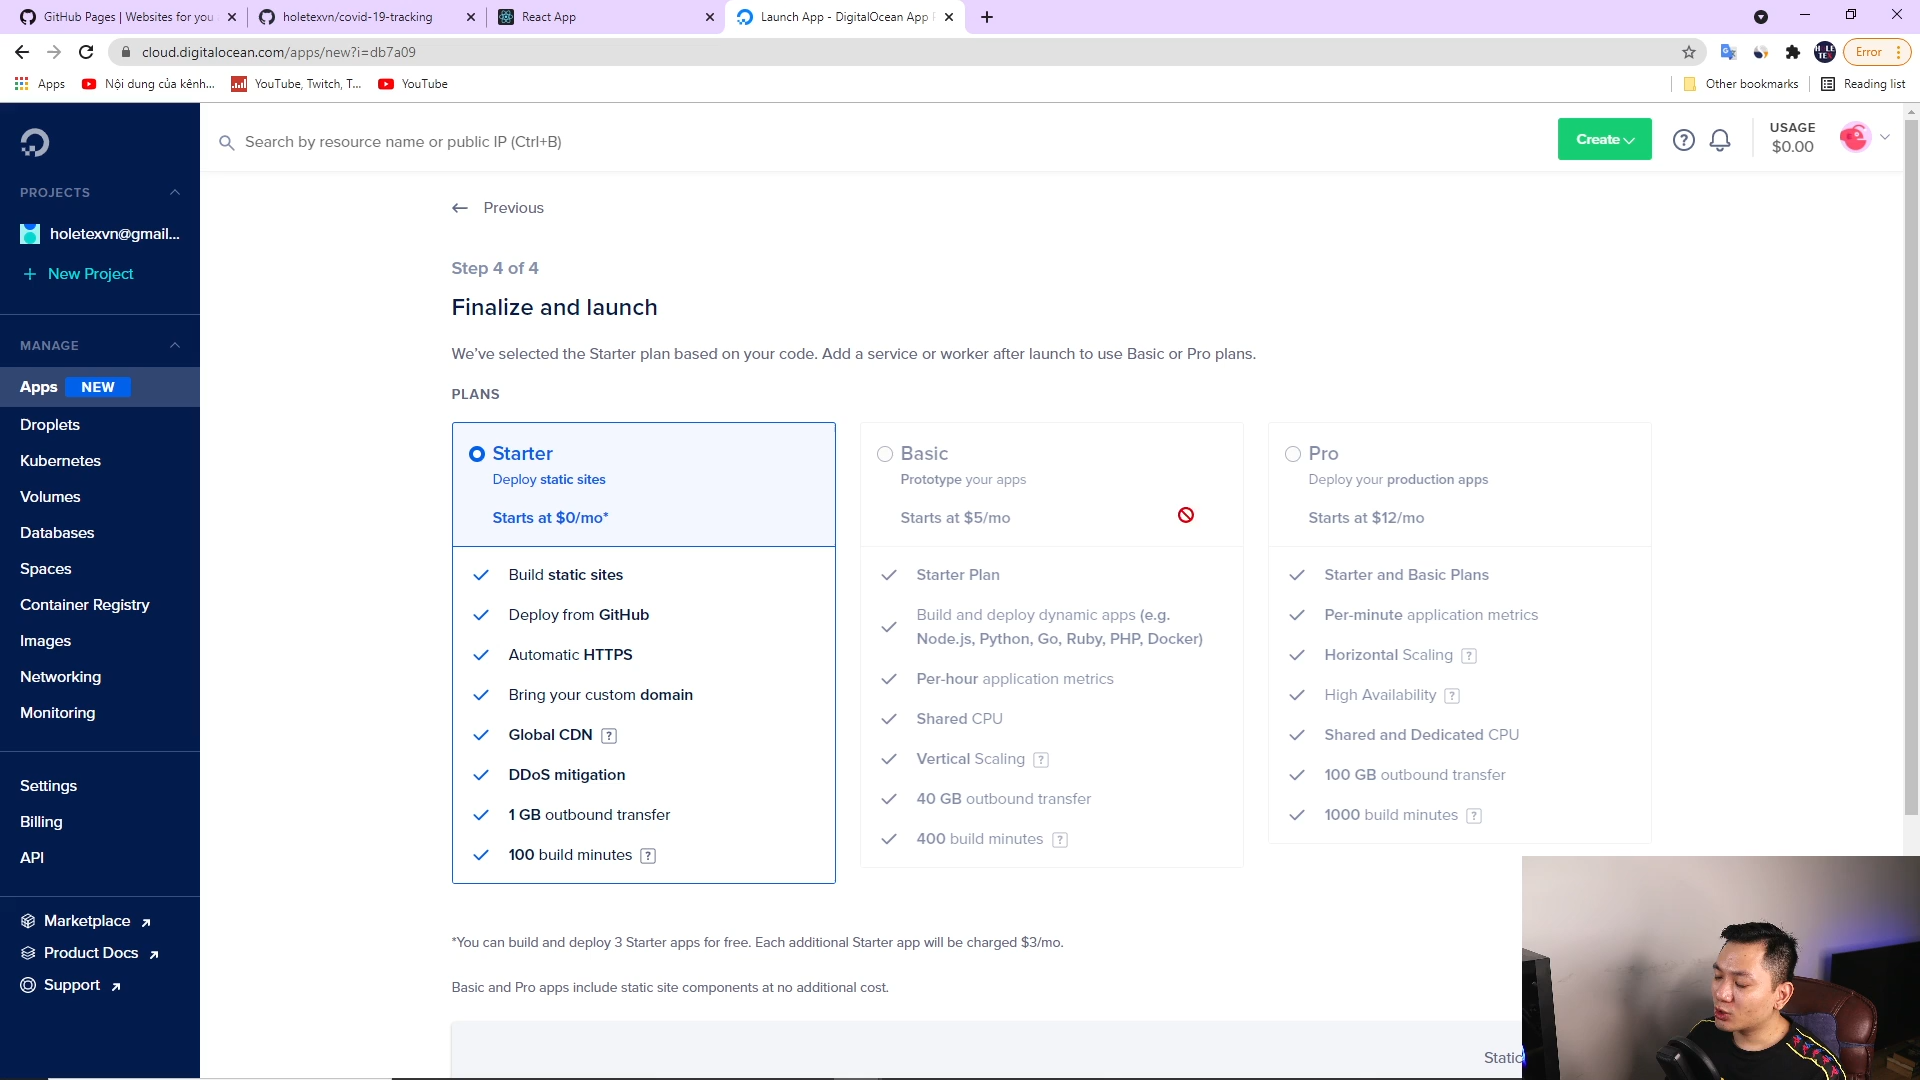 GitHub Pages | Websites for you
holetexvn/covid-19-tracking
React App
Launch App - DigitalOcean App
cloud.digitalocean.com/apps/new?i=db7a09
Error
Apps
Nội dung của kênh...
YouTube, Twitch, T...
YouTube
Other bookmarks
Reading list
Search by resource name or public IP (Ctrl+B)
Create
USAGE
$0.00
PROJECTS
holetexvn@gmail...
New Project
MANAGE
Apps NEW
Droplets
Kubernetes
Volumes
Databases
Spaces
Container Registry
Images
Networking
Monitoring
Settings
Billing
API
Marketplace
Product Docs
Support
Previous
Step 4 of 4
Finalize and launch
We've selected the Starter plan based on your code. Add a service or worker after launch to use Basic or Pro plans.
PLANS
Starter
Deploy static sites
Starts at $0/mo*
Build static sites
Deploy from GitHub
Automatic HTTPS
Bring your custom domain
Global CDN ?
DDoS mitigation
1 GB outbound transfer
100 build minutes ?
Basic
Prototype your apps
Starts at $5/mo
Starter Plan
Build and deploy dynamic apps (e.g.
Node.js, Python, Go, Ruby, PHP, Docker)
Per-hour application metrics
Shared CPU
Vertical Scaling ?
40 GB outbound transfer
400 build minutes ?
Pro
Deploy your production apps
Starts at $12/mo
Starter and Basic Plans
Per-minute application metrics
Horizontal Scaling ?
High Availability ?
Shared and Dedicated CPU
100 GB outbound transfer
1000 build minutes ?
*You can build and deploy 3 Starter apps for free. Each additional Starter app will be charged $3/mo.
Basic and Pro apps include static site components at no additional cost.
Static